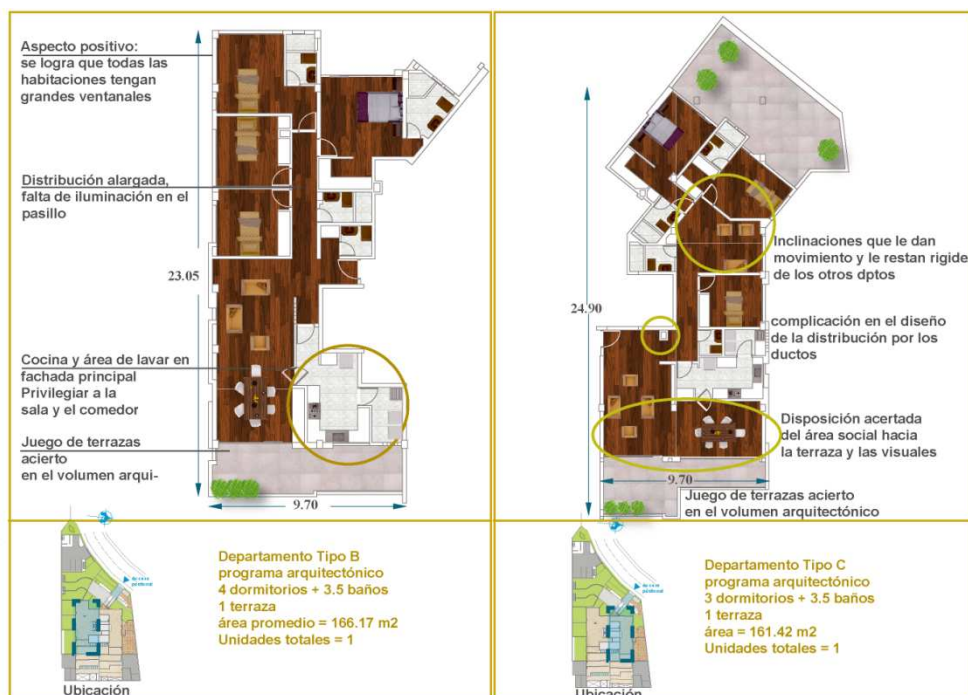 Aspecto positivo:
se logra que todas las
habitaciones tengan
grandes ventanales
Distribución alargada,
falta de iluminación en el
pasillo
23.05
Cocina y área de lavar en
fachada principal
Privilegiar a la
sala y el comedor
Juego de terrazas
acierto
en el volumen arqui-
9.70
Ubicación
Departamento Tipo B
programa arquitectónico
4 dormitorios + 3.5 baños
1 terraza
área promedio = 166.17 m2
Unidades totales = 1
24.90
Inclinaciones que le dan
movimiento y le restan rigide
de los otros dptos
complicación en el diseño
de la distribución por los
ductos
Disposición acertada
del área social hacia
la terraza y las visuales
9.70
Juego de terrazas acierto
en el volumen arquitectónico
Ubicación
Departamento Tipo C
programa arquitectónico
3 dormitorios + 3.5 baños
1 terraza
área = 161.42 m2
Unidades totales = 1